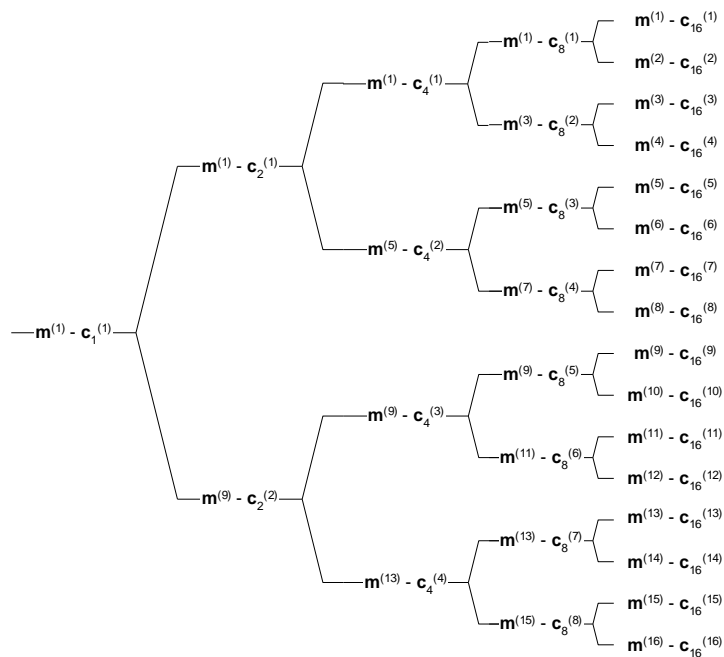 m(1) - c16(1)
m(1) - c8(1)
m(2) - c16(2)
m(1) - c4(1)
m(3) - c16(3)
m(3) - c8(2)
m(4) - c16(4)
m(1) - c2(1)
m(5) - c16(5)
m(5) - c8(3)
m(6) - c16(6)
m(5) - c4(2)
m(7) - c16(7)
m(7) - c8(4)
m(8) - c16(8)
m(1) - c1(1)
m(9) - c16(9)
m(9) - c8(5)
m(10) - c16(10)
m(9) - c4(3)
m(11) - c16(11)
m(11) - c8(6)
m(12) - c16(12)
m(9) - c2(2)
m(13) - c16(13)
m(13) - c8(7)
m(14) - c16(14)
m(13) - c4(4)
m(15) - c16(15)
m(15) - c8(8)
m(16) - c16(16)